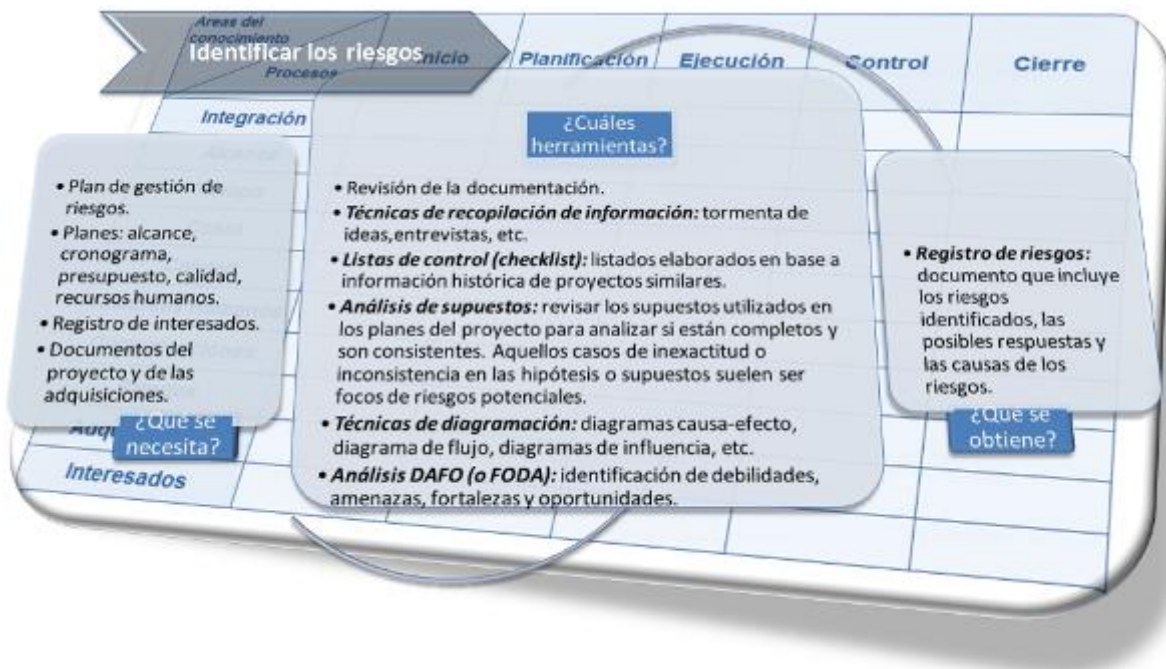 Áreas del
conocimiento
Procesos
Identificar los riesgos
Inicio
Planificación
Ejecución
Control
Cierre
Integración
Interesados
• Plan de gestión de
riesgos.
• Planes: alcance,
cronograma,
presupuesto, calidad,
recursos humanos.
• Registro de interesados.
• Documentos del
proyecto y de las
adquisiciones.
¿Qué se
necesita?
¿Cuáles
herramientas?
• Revisión de la documentación.
• Técnicas de recopilación de información: tormenta de
ideas,entrevistas, etc.
• Listas de control (checklist): listados elaborados en base a
información histórica de proyectos similares.
• Análisis de supuestos: revisar los supuestos utilizados en
los planes del proyecto para analizar si están completos y
son consistentes. Aquellos casos de inexactitud o
inconsistencia en las hipótesis o supuestos suelen ser
focos de riesgos potenciales.
• Técnicas de diagramación: diagramas causa-efecto,
diagrama de flujo, diagramas de influencia, etc.
• Análisis DAFO (o FODA): identificación de debilidades,
amenazas, fortalezas y oportunidades.
• Registro de riesgos:
documento que incluye
los riesgos
identificados, las
posibles respuestas y
las causas de los
riesgos.
¿Qué se
obtiene?